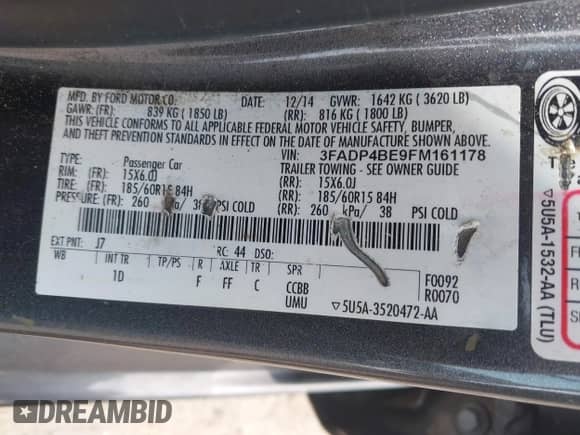 MFD. BY FORD MOTOR CO. DATE: 12/14 GVWR: 1642 KG ( 3620 LB)
GAWR: (FR): 839 KG ( 1850 LB) (RR): 816 KG ( 1800 LB)
THIS VEHICLE CONFORMS TO ALL APPLICABLE FEDERAL MOTOR VEHICLE SAFETY, BUMPER,
AND THEFT PREVENTION STANDARDS IN EFFECT ON THE DATE OF MANUFACTURE SHOWN ABOVE.
VIN: 3FADP4BE9FM161178
TYPE: Passenger Car TRAILER TOWING - SEE OWNER GUIDE
RIM: (FR): 15X6.0J (RR): 15X6.0J
TIRE: (FR): 185/60R15 84H (RR): 185/60R15 84H
PRESSURE: (FR): 260 kPa/ PSI COLD (RR): 260 kPa/ 38 PSI COLD
EXT PNT: J7 RC: 44 DSO:
WB INT TR TP/PS R AXLE TR SPR F0092
1D F FF C CCBB R0070
UMU ▽5U5A-3520472-AA
▽5U5A-1532-AA (TLU)
DREAMBID